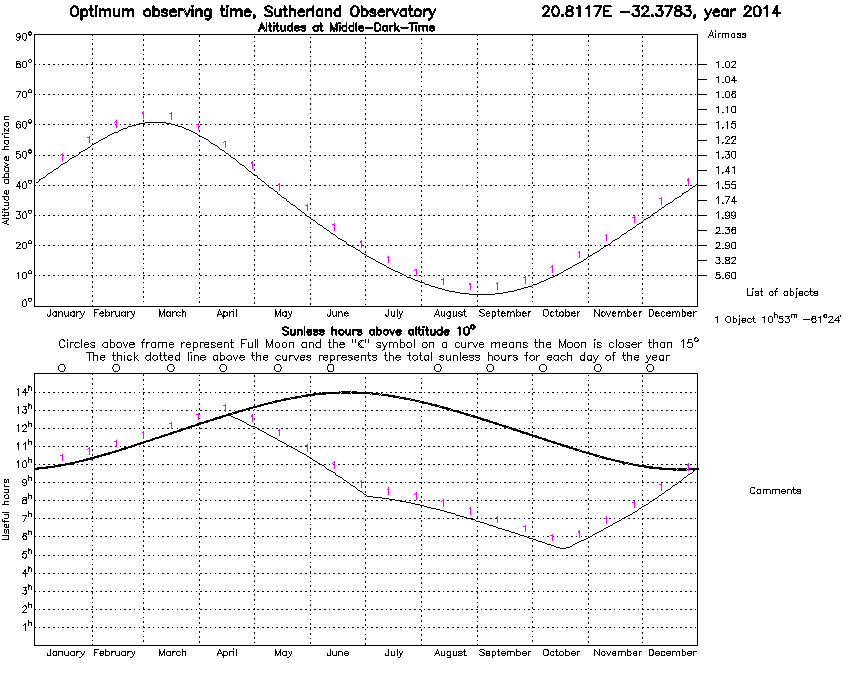 Optimum observing time, Sutherland Observatory 20.8117E −32.3783, year 2014
Altitudes at Middle-Dark-Time
Airmass
90°
80° 1.02
1.04
70° 1.06
1.10
60° 1.15
1.22
50° 1.30
1.41
40° 1.55
1.74
30° 1.99
2.36
20° 2.90
3.82
10° 5.60
0°
Altitude above horizon
January February March April May June July August September October November December
List of objects
1 Object 10h53m −61°24'
Sunless hours above altitude 10°
Circles above frame represent Full Moon and the "☾" symbol on a curve means the Moon is closer than 15°
The thick dotted line above the curves represents the total sunless hours for each day of the year
14h
13h
12h
11h
10h
9h
8h
7h
6h
5h
4h
3h
2h
1h
Useful hours
Comments
January February March April May June July August September October November December